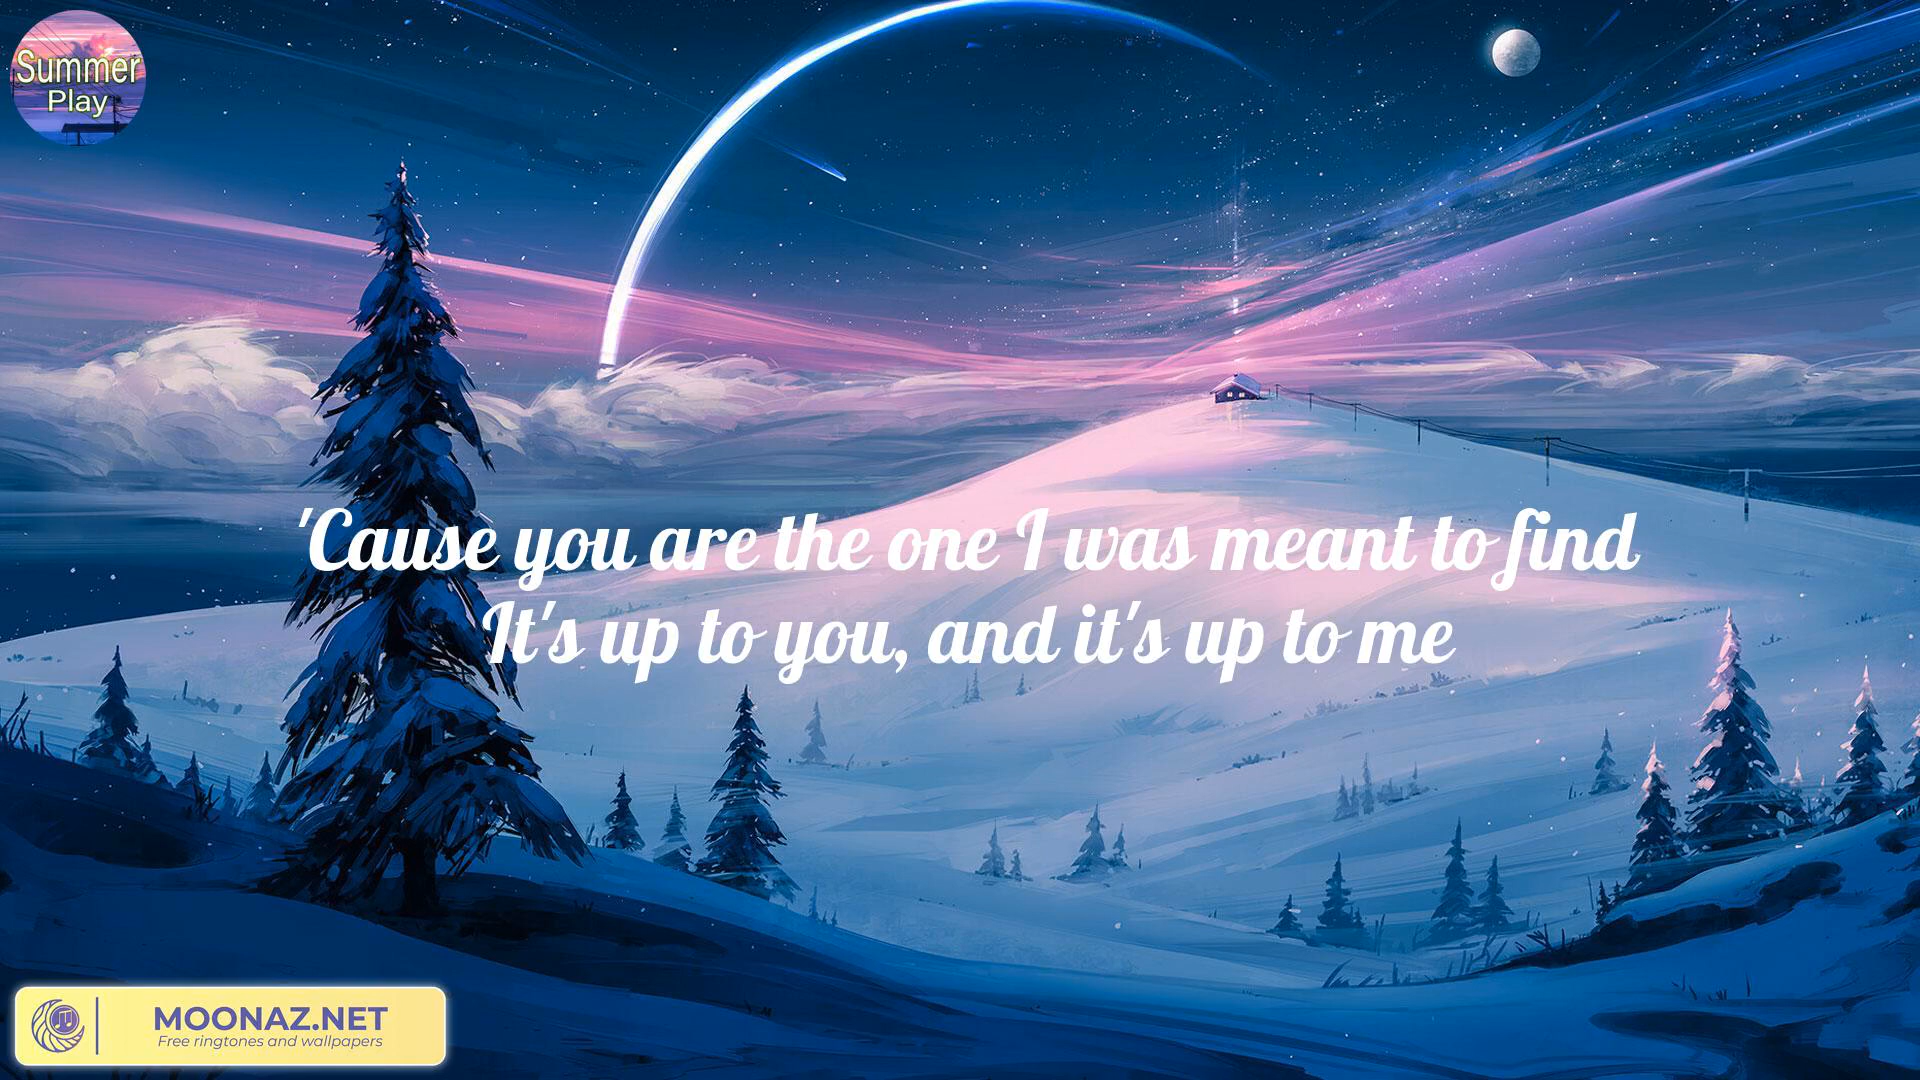 Summer
Play
'Cause you are the one I was meant to find
It's up to you, and it's up to me
MOONAZ.NET
Free ringtones and wallpapers